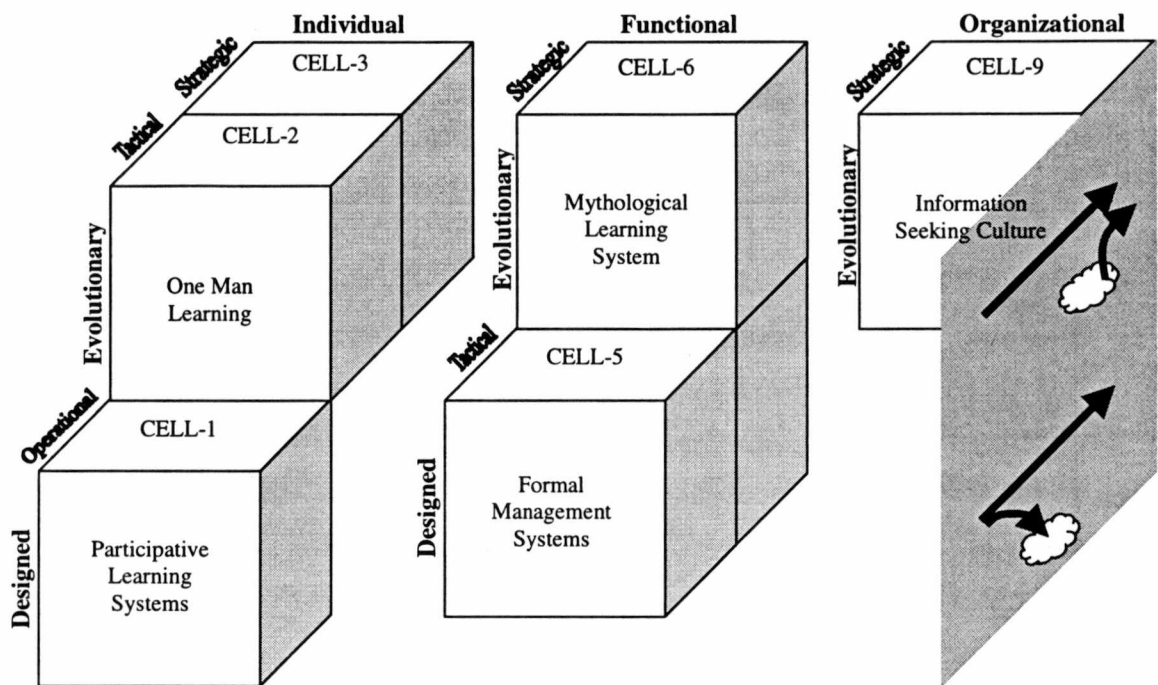 Individual
Strategic
CELL-3
Tactical
CELL-2
Evolutionary
One Man
Learning
Operational
CELL-1
Designed
Participative
Learning
Systems
Functional
Strategic
CELL-6
Evolutionary
Mythological
Learning
System
Tactical
CELL-5
Designed
Formal
Management
Systems
Organizational
Strategic
CELL-9
Evolutionary
Information
Seeking Culture